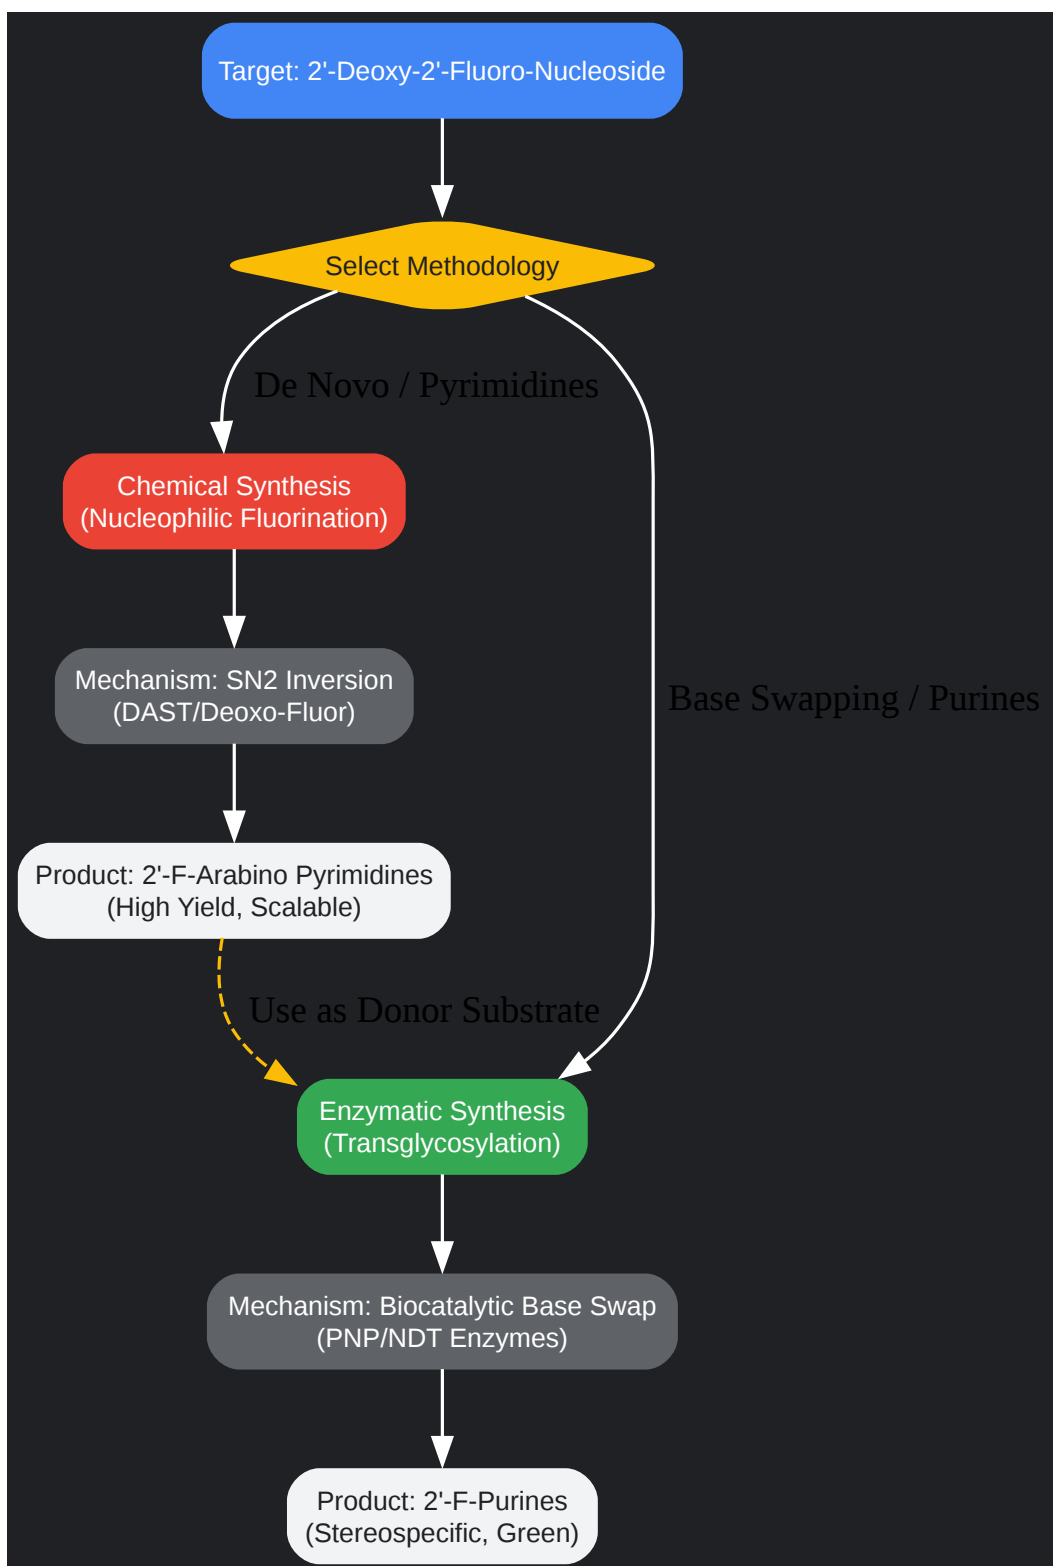 Target: 2'-Deoxy-2'-Fluoro-Nucleoside
Select Methodology
De Novo / Pyrimidines
Chemical Synthesis
(Nucleophilic Fluorination)
Mechanism: SN2 Inversion
(DAST/Deoxo-Fluor)
Base Swapping / Purines
Product: 2'-F-Arabino Pyrimidines
(High Yield, Scalable)
Use as Donor Substrate
Enzymatic Synthesis
(Transglycosylation)
Mechanism: Biocatalytic Base Swap
(PNP/NDT Enzymes)
Product: 2'-F-Purines
(Stereospecific, Green)